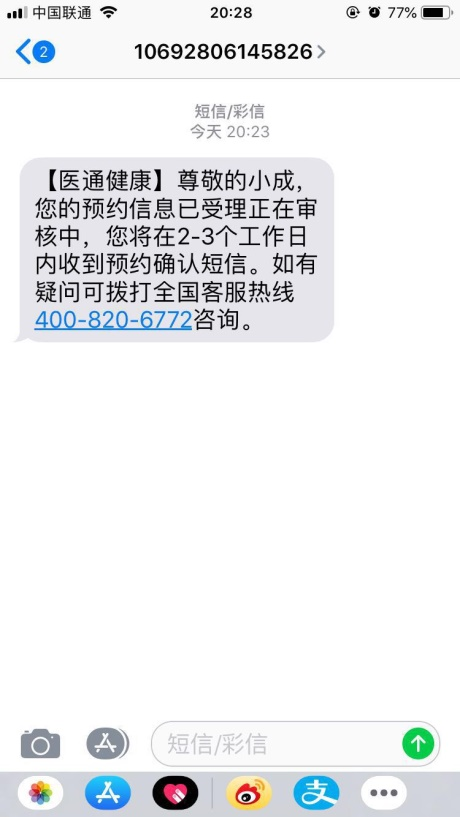 中国联通 20:28 77%
2 10692806145826
短信/彩信
今天 20:23
【医通健康】尊敬的小成，
您的预约信息已受理正在审
核中，您将在2-3个工作日
内收到预约确认短信。如有
疑问可拨打全国客服热线
400-820-6772咨询。
短信/彩信
支